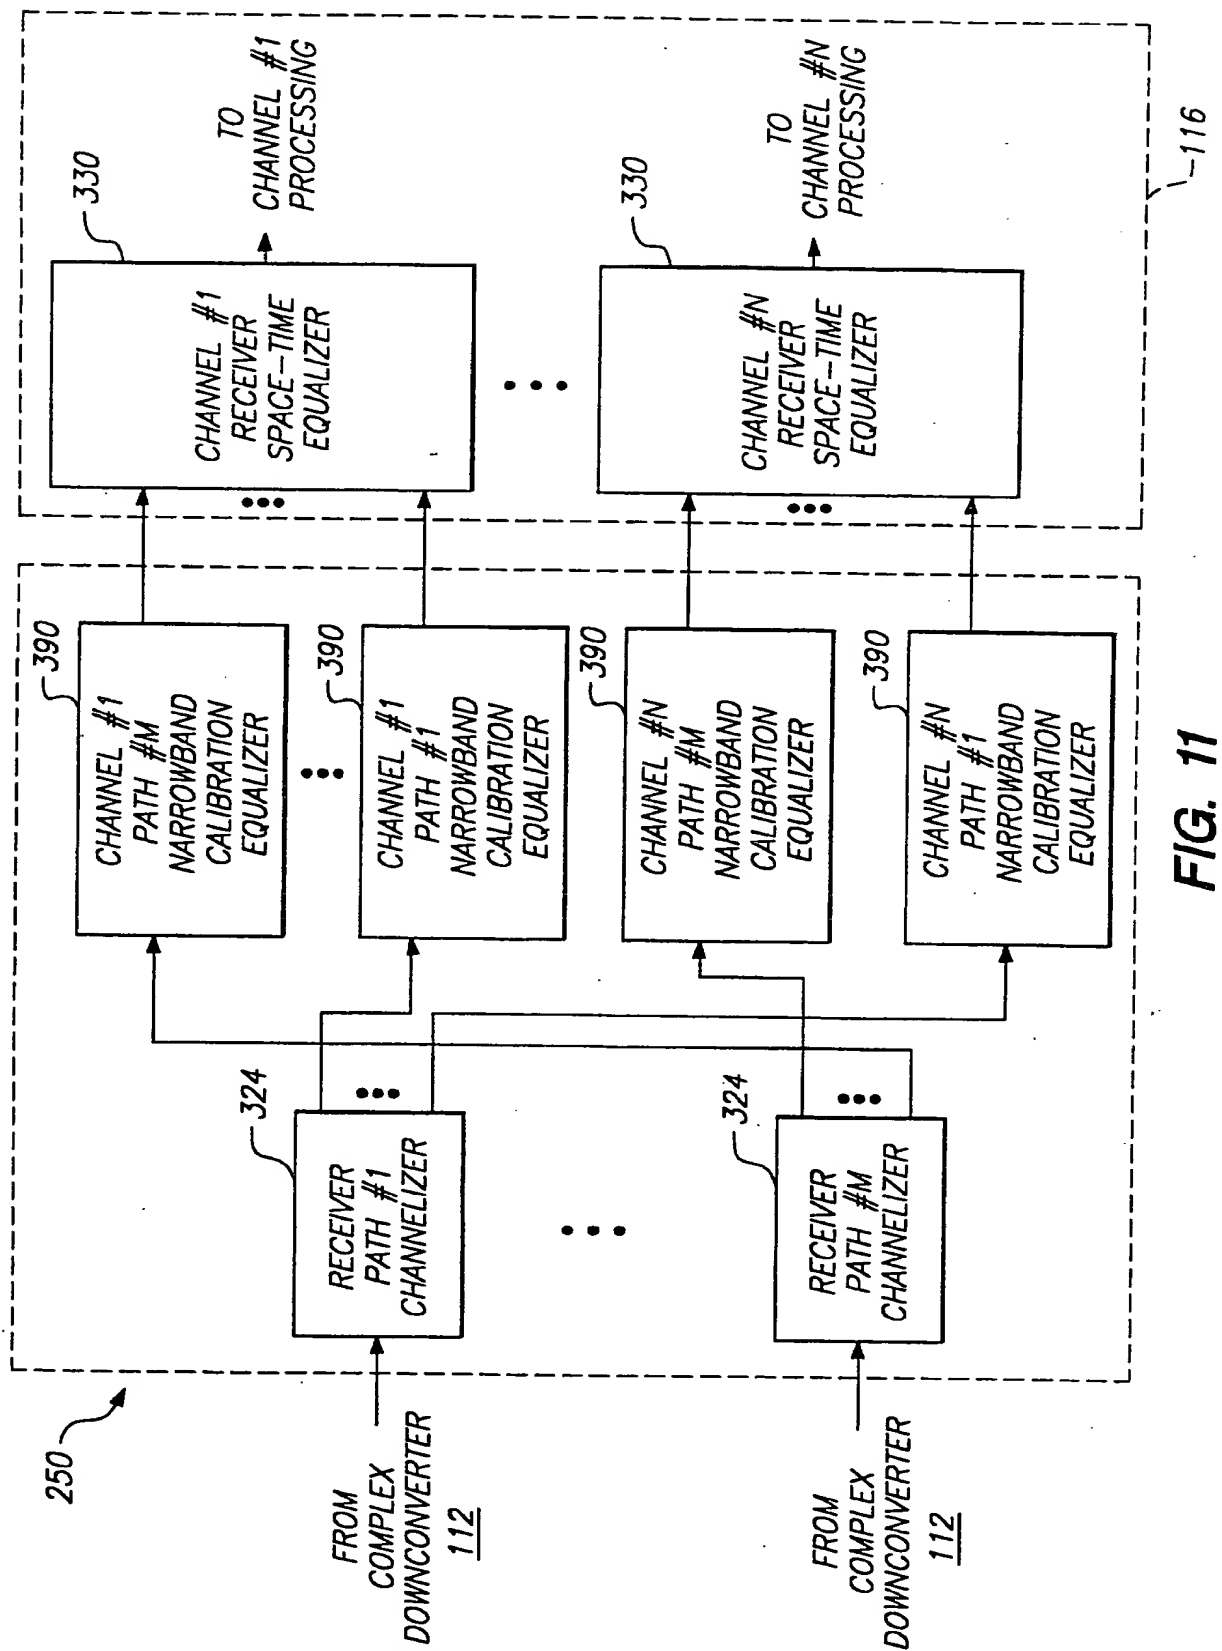 250
FROM
COMPLEX
DOWNCONVERTER
112
FROM
COMPLEX
DOWNCONVERTER
112
324
RECEIVER
PATH #1
CHANNELIZER
324
RECEIVER
PATH #M
CHANNELIZER
390
CHANNEL #1
PATH #M
NARROWBAND
CALIBRATION
EQUALIZER
390
CHANNEL #1
PATH #1
NARROWBAND
CALIBRATION
EQUALIZER
390
CHANNEL #N
PATH #M
NARROWBAND
CALIBRATION
EQUALIZER
390
CHANNEL #N
PATH #1
NARROWBAND
CALIBRATION
EQUALIZER
330
CHANNEL #1
RECEIVER
SPACE-TIME
EQUALIZER
330
CHANNEL #N
RECEIVER
SPACE-TIME
EQUALIZER
TO
CHANNEL #1
PROCESSING
TO
CHANNEL #N
PROCESSING
116
FIG. 11